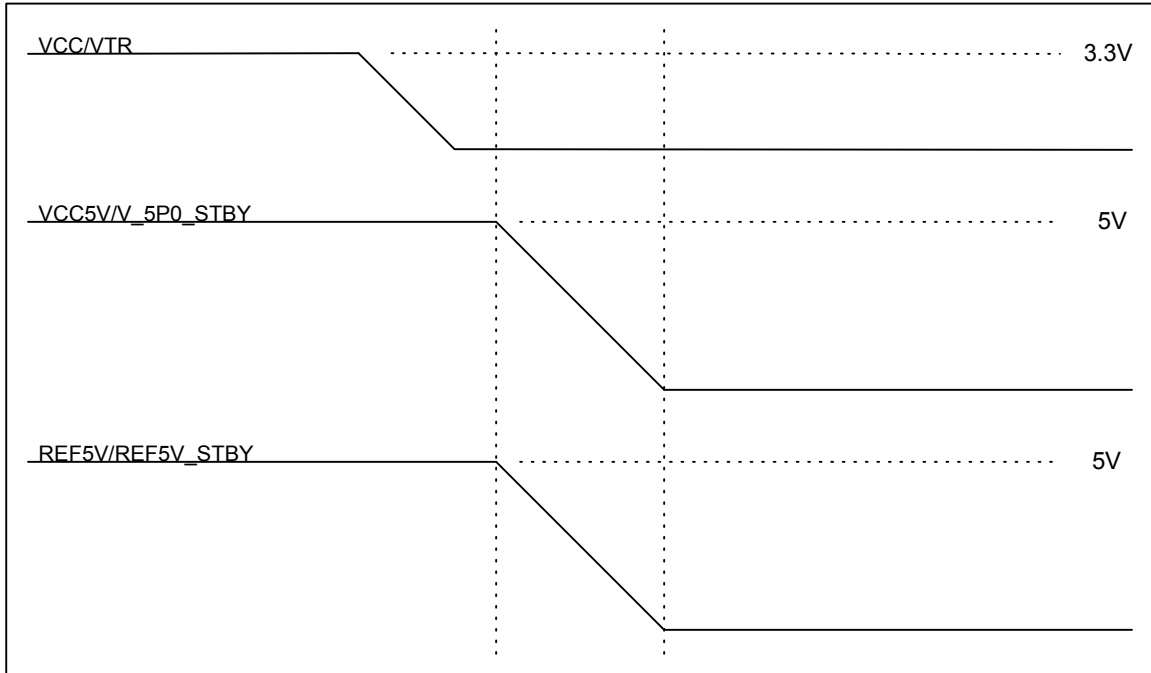 VCC/VTR
3.3V
VCC5V/V_5P0_STBY
5V
REF5V/REF5V_STBY
5V